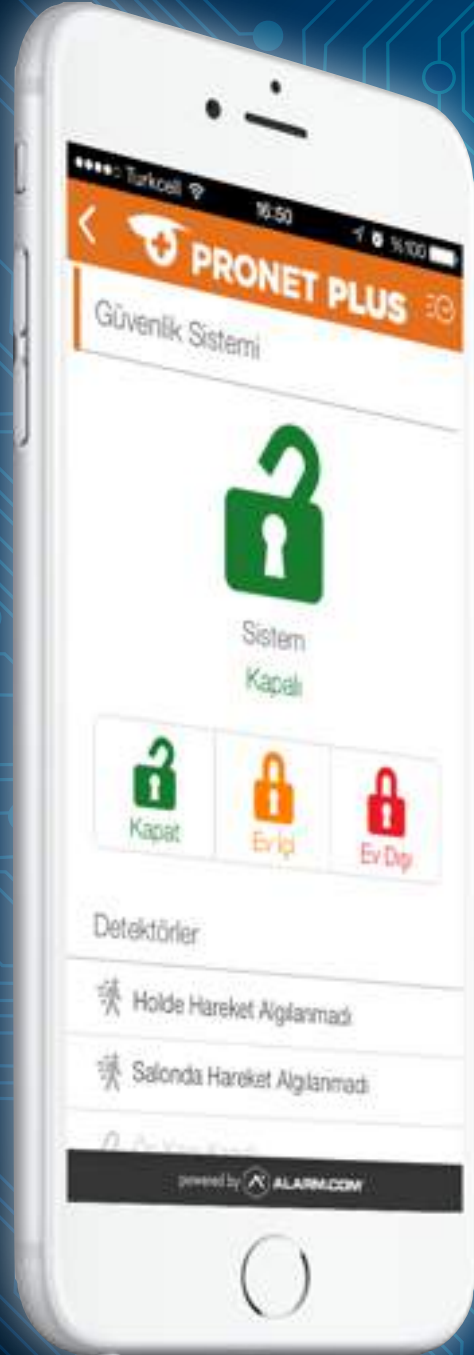 Turkcell 16:50 %100
PRONET PLUS
Güvenlik Sistemi
Sistem
Kapalı
Kapat
Ev İçi
Ev Dışı
Detektörler
Holde Hareket Algılanmadı
Salonda Hareket Algılanmadı
powered by ALARM.COM